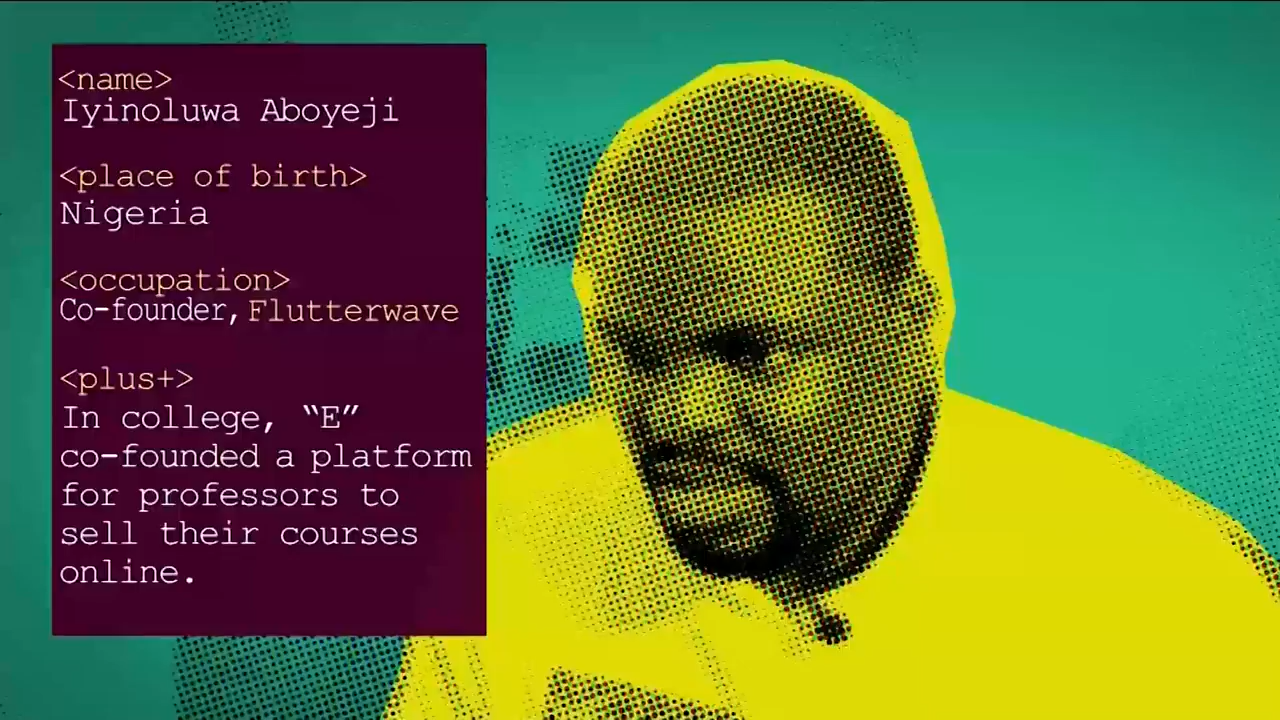 <name>
Iyinoluwa Aboyeji
<place of birth>
Nigeria
<occupation>
Co-founder, Flutterwave
<plus+>
In college, “E”
co-founded a platform
for professors to
sell their courses
online.